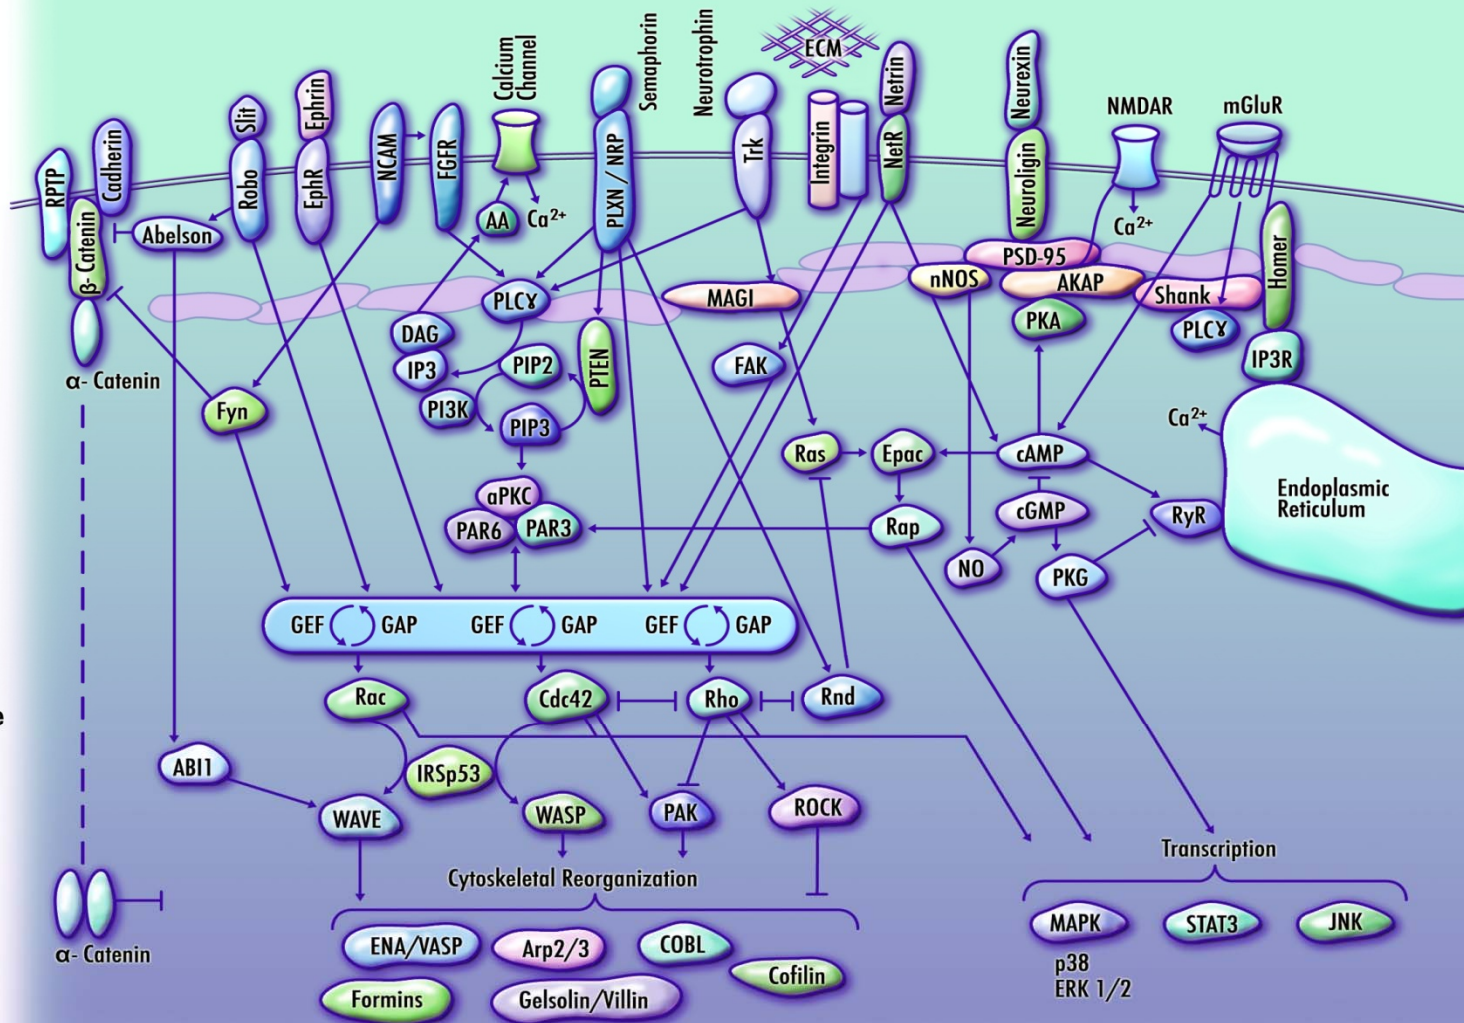 Semaphorin
Neurotrophin
ECM
Calcium
Channel
Netrin
Neurexin
NMDAR
mGluR
Slit
Ephrin
RPTP
Cadherin
Robo
EphR
NCAM
FGFR
PLXN / NRP
Trk
Integrin
NetR
Neuroligin
β- Catenin
Abelson
AA
Ca²⁺
Ca²⁺
PSD-95
nNOS
AKAP
Homer
MAGI
PLCɣ
Shank
PLCɣ
DAG
PKA
IP3
PIP2
PTEN
FAK
IP3R
α- Catenin
PI3K
Fyn
PIP3
Ca²⁺
Ras
Epac
cAMP
Endoplasmic
Reticulum
aPKC
PAR6
PAR3
Rap
cGMP
RyR
NO
PKG
GEF GAP GEF GAP GEF GAP
Rac
Cdc42
Rho
Rnd
e
ABI1
IRSp53
WAVE
WASP
PAK
ROCK
Transcription
Cytoskeletal Reorganization
MAPK
STAT3
JNK
ENA/VASP
Arp2/3
COBL
α- Catenin
p38
ERK 1/2
Cofilin
Formins
Gelsolin/Villin